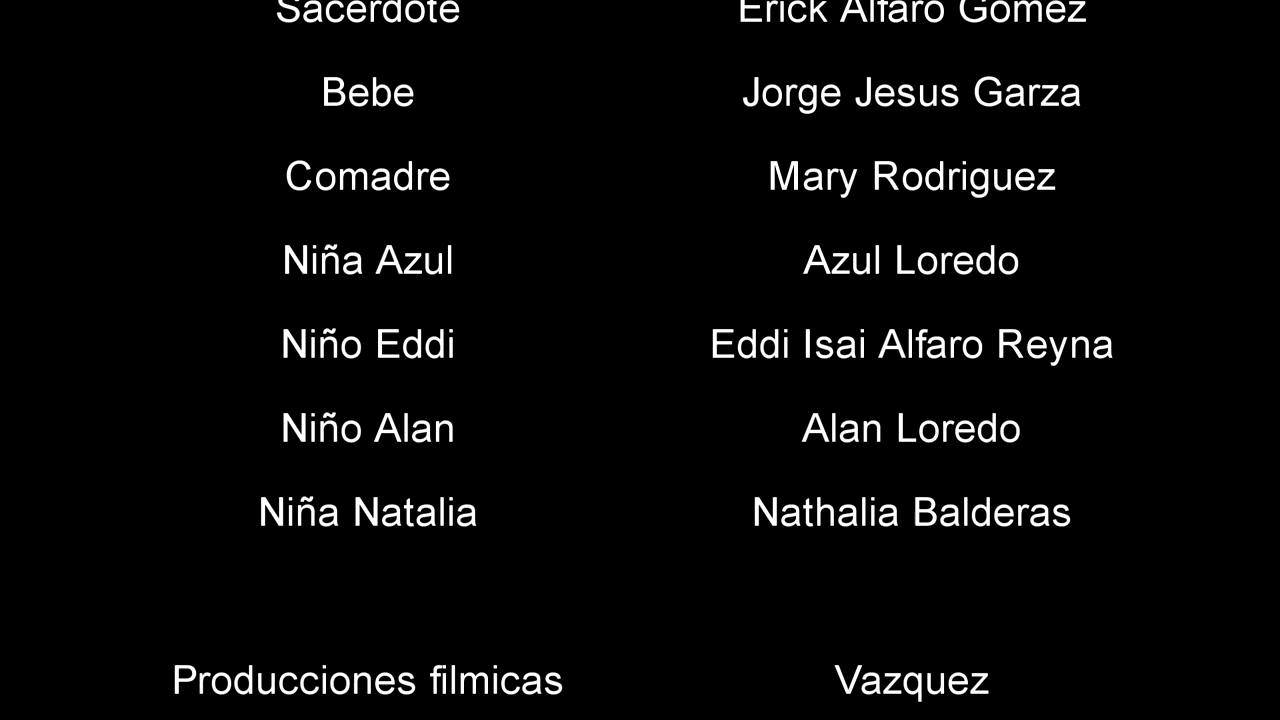 Sacerdote Erick Alfaro Gomez
Bebe Jorge Jesus Garza
Comadre Mary Rodriguez
Niña Azul Azul Loredo
Niño Eddi Eddi Isai Alfaro Reyna
Niño Alan Alan Loredo
Niña Natalia Nathalia Balderas
Producciones filmicas Vazquez